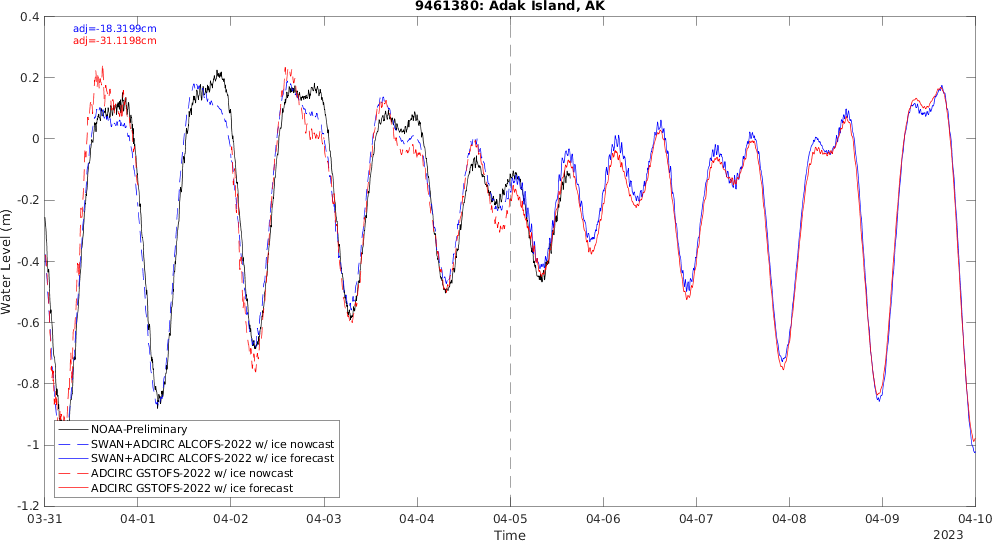 9461380: Adak Island, AK
adj=-18.3199cm
adj=-31.1198cm
0.4
0.2
0
-0.2
-0.4
-0.6
-0.8
-1
-1.2
Water Level (m)
NOAA-Preliminary
SWAN+ADCIRC ALCOFS-2022 w/ ice nowcast
SWAN+ADCIRC ALCOFS-2022 w/ ice forecast
ADCIRC GSTOFS-2022 w/ ice nowcast
ADCIRC GSTOFS-2022 w/ ice forecast
03-31 04-01 04-02 04-03 04-04 04-05 04-06 04-07 04-08 04-09 04-10
Time
2023